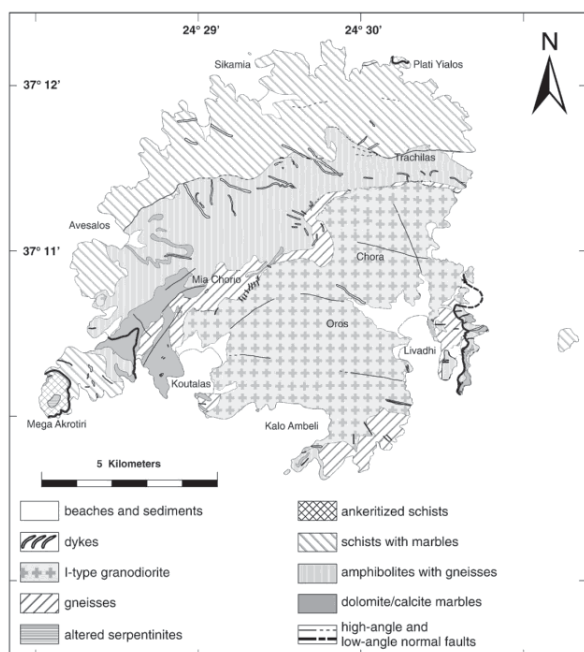 24° 29'
24° 30'
N
37° 12'
37° 11'
Sikamia
Plati Yialos
Trachilas
Avesalos
Chora
Mia Chorio
Oros
Livadhi
Koutalas
Mega Akrotiri
Kalo Ambeli
5 Kilometers
beaches and sediments
dykes
I-type granodiorite
gneisses
altered serpentinites
ankeritized schists
schists with marbles
amphibolites with gneisses
dolomite/calcite marbles
high-angle and
low-angle normal faults